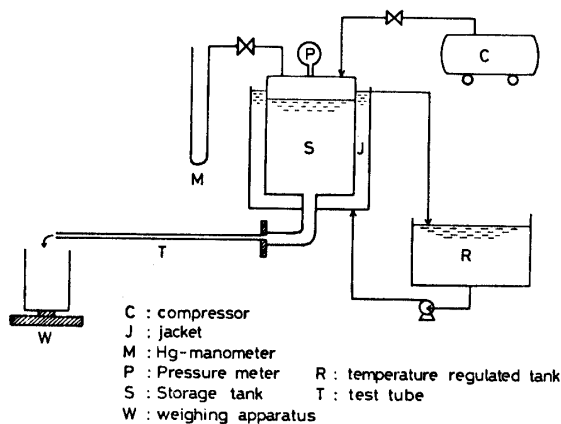 P
C
S
J
M
T
R
W
C : compressor
J : jacket
M : Hg-manometer
P : Pressure meter R : temperature regulated tank
S : Storage tank T : test tube
W : weighing apparatus